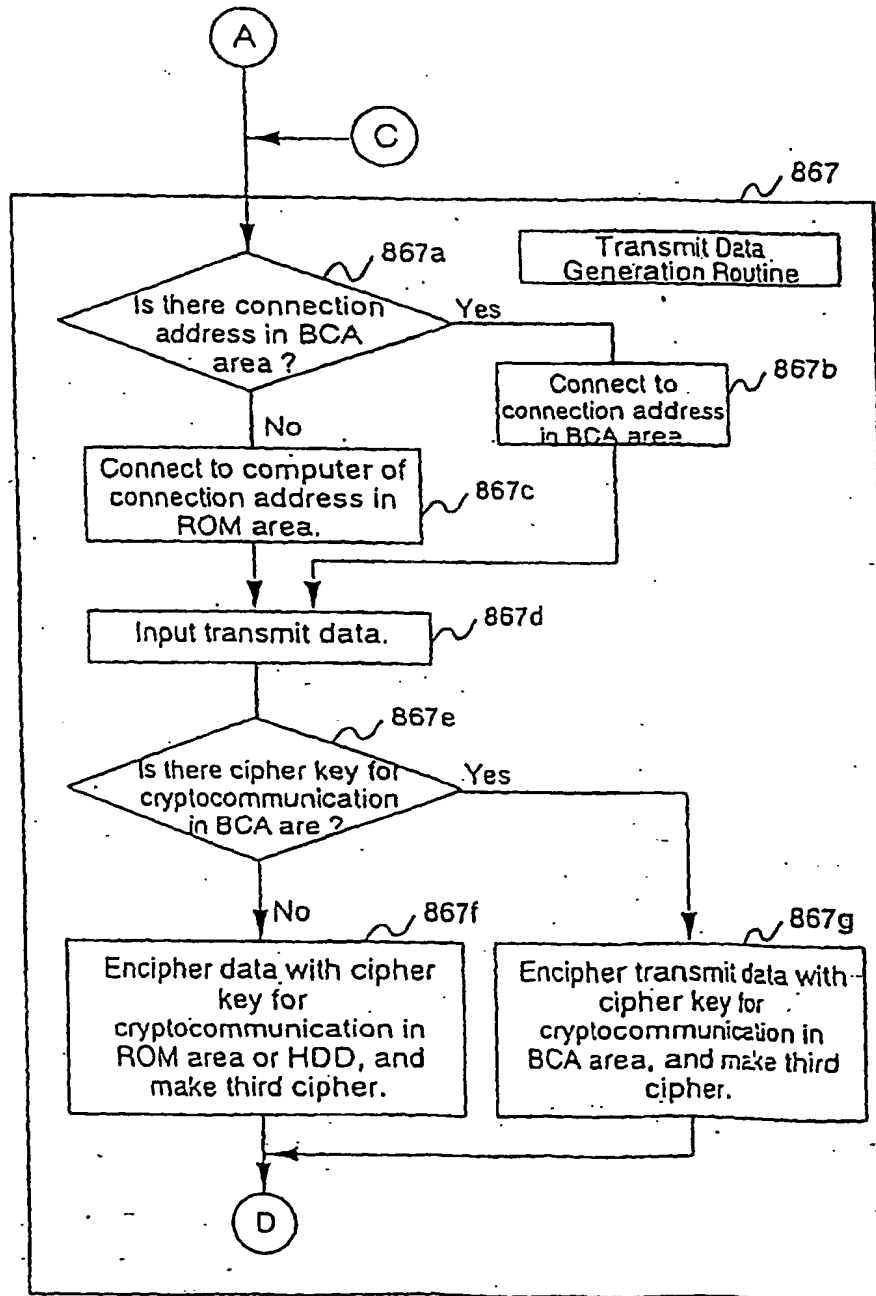 A
C
867
Transmit Data
Generation Routine
867a
Is there connection
address in BCA
area ?
Yes
867b
Connect to
connection address
in BCA area
No
Connect to computer of
connection address in
ROM area.
867c
Input transmit data.
867d
867e
Is there cipher key for
cryptocommunication
in BCA are ?
Yes
No
867f
867g
Encipher data with cipher
key for
cryptocommunication in
ROM area or HDD, and
make third cipher.
Encipher transmit data with
cipher key for
cryptocommunication in
BCA area, and make third
cipher.
D